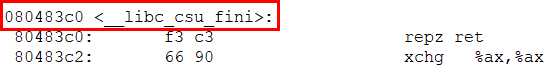 080483c0 <__libc_csu_fini>:
80483c0: f3 c3 repz ret
80483c2: 66 90 xchg %ax,%ax